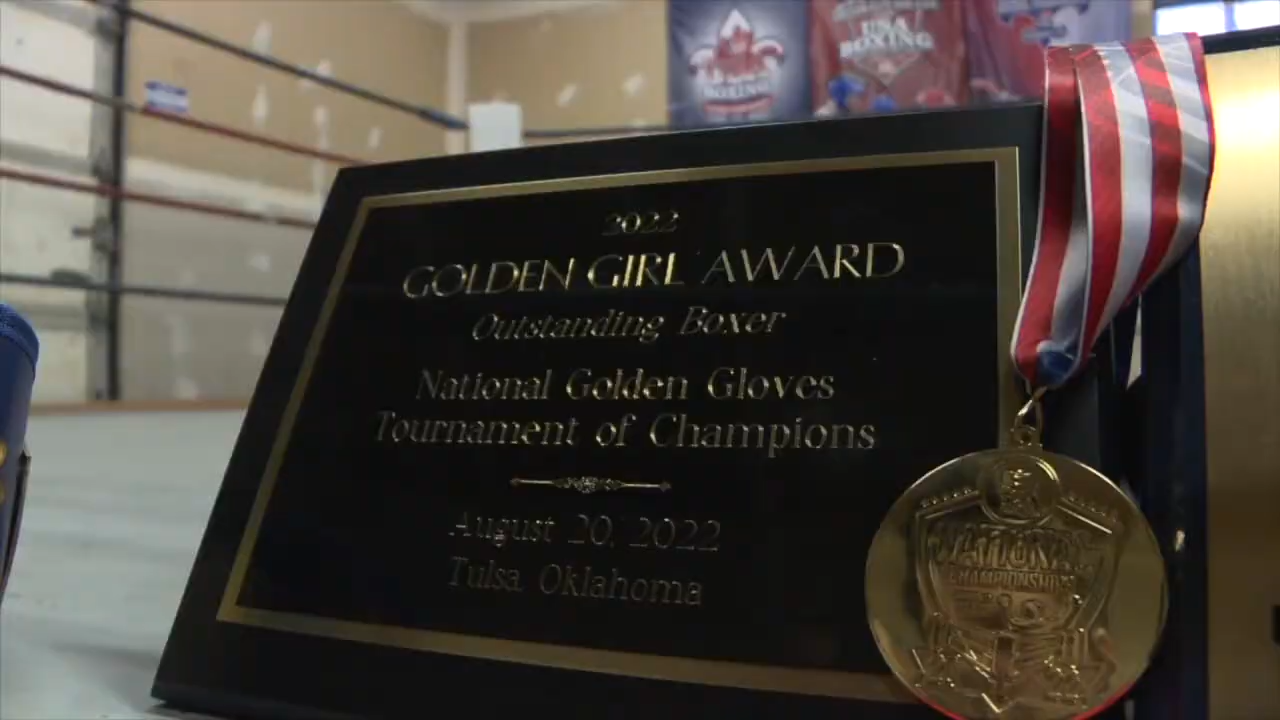 USA
BOXING
BOXING
2022
GOLDEN GIRL AWARD
Outstanding Boxer
National Golden Gloves
Tournament of Champions
August 20, 2022
Tulsa, Oklahoma
NATIONAL
CHAMPIONSHIPS